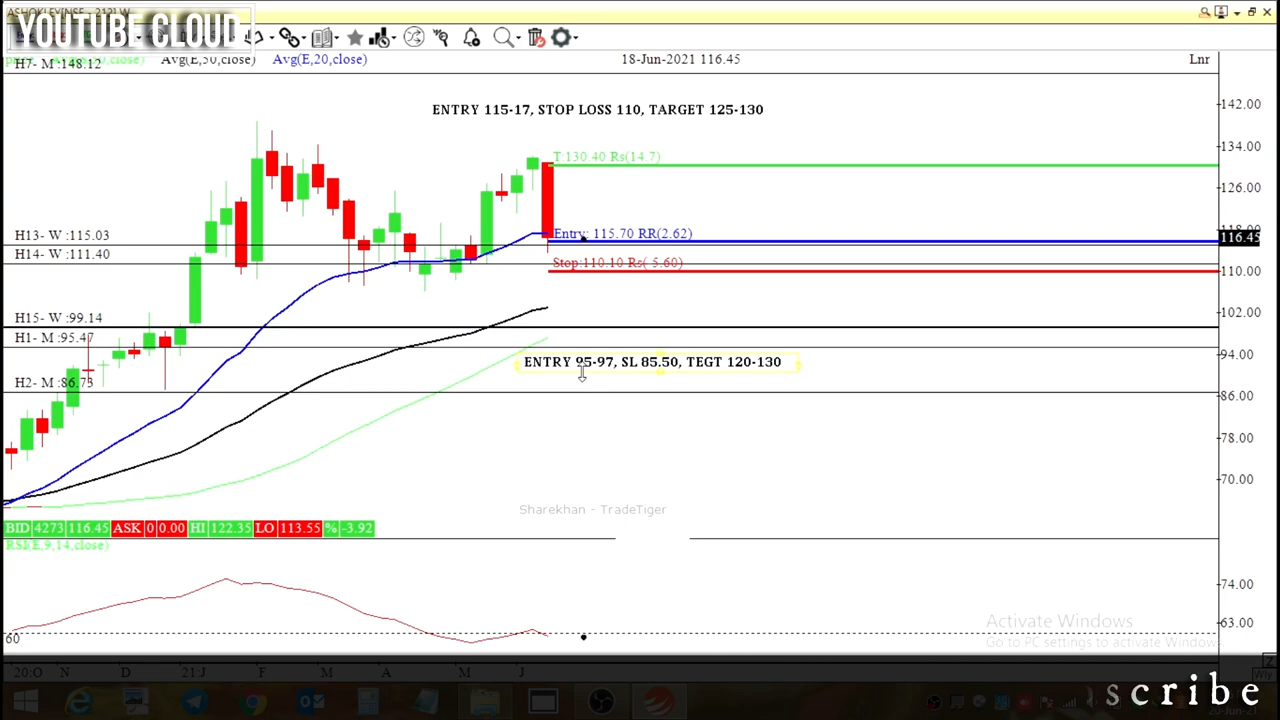 YOUTUBE CLOUD
Avg(E,50,close) Avg(E,20,close) 18-Jun-2021 116.45 Lnr
H7- M :148.12
142.00
ENTRY 115-17, STOP LOSS 110, TARGET 125-130
134.00
T:130.40 Rs(14.7)
126.00
H13- W :115.03
Entry: 115.70 RR(2.62)
116.45
H14- W :111.40
Stop:110.10 Rs( 5.60)
110.00
102.00
H15- W :99.14
H1- M :95.47
94.00
ENTRY 95-97, SL 85.50, TEGT 120-130
H2- M :86.73
86.00
78.00
70.00
Sharekhan - TradeTiger
BID 4273 116.45 ASK 0 0.00 HI 122.35 LO 113.55 % -3.92
RSI(E,9,14,close)
74.00
Activate Windows
63.00
60
Go to PC settings to activate Windows.
20:O N D 21:J F M A M J
scribe